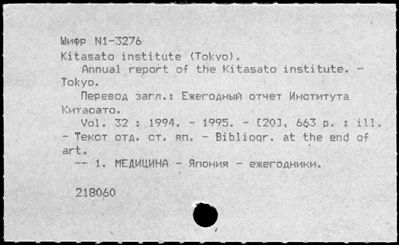 Шифр N1-3276
Kitasato institute (Tokyo).
Annual report of the Kitasato institute. -
Tokyo.
Перевод загл.: Ежегодный отчет Института
Китасато.
Vol. 32 : 1994. - 1995. - [20], 663 p. : ill.
- Текст отд. ст. яп. - Bibliogr. at the end of
art.
-- 1. МЕДИЦИНА - Япония - ежегодники.
218060